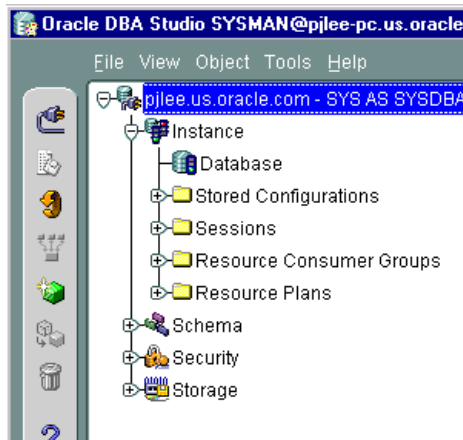 Oracle DBA Studio SYSMAN@pjlee-pc.us.oracle
File View Object Tools Help
pjlee.us.oracle.com - SYS AS SYSDBA
Instance
Database
Stored Configurations
Sessions
Resource Consumer Groups
Resource Plans
Schema
Security
Storage
?